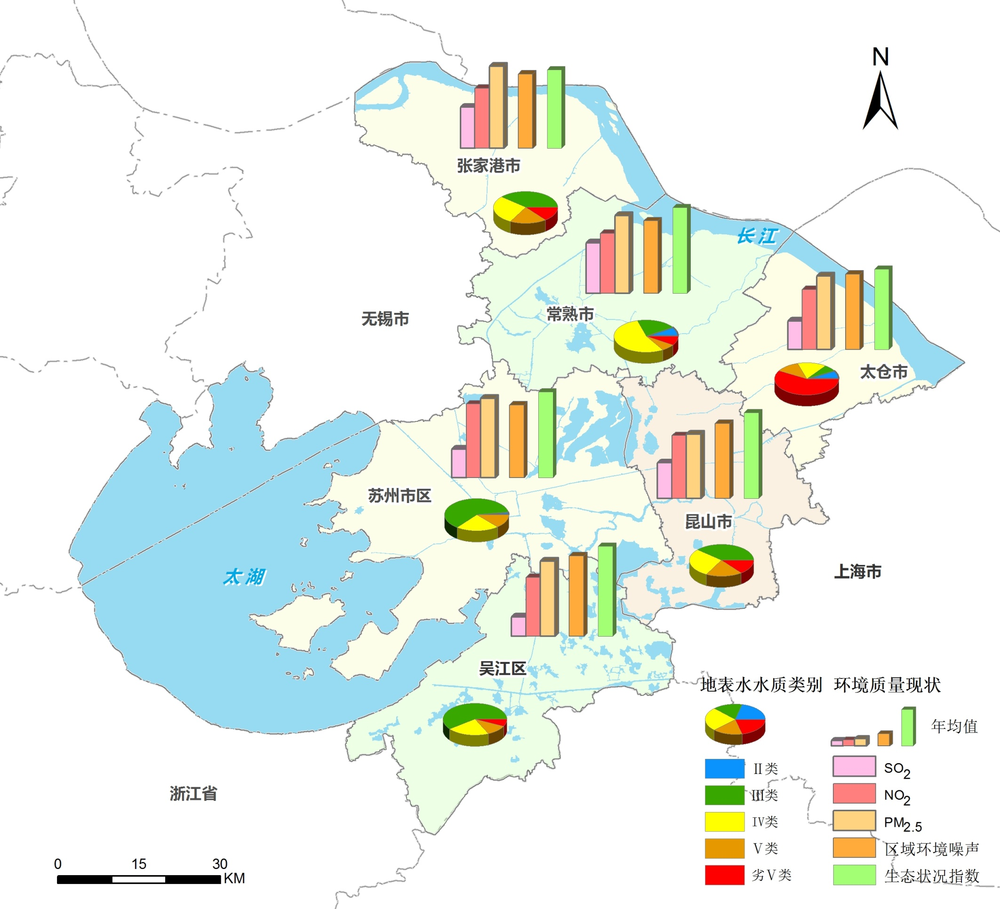 N
张家港市
长江
无锡市
常熟市
太仓市
苏州市区
昆山市
太湖
上海市
吴江区
浙江省
地表水水质类别 环境质量现状
年均值
Ⅱ类
SO2
Ⅲ类
NO2
Ⅳ类
PM2.5
Ⅴ类
区域环境噪声
劣Ⅴ类
生态状况指数
0 15 30
KM